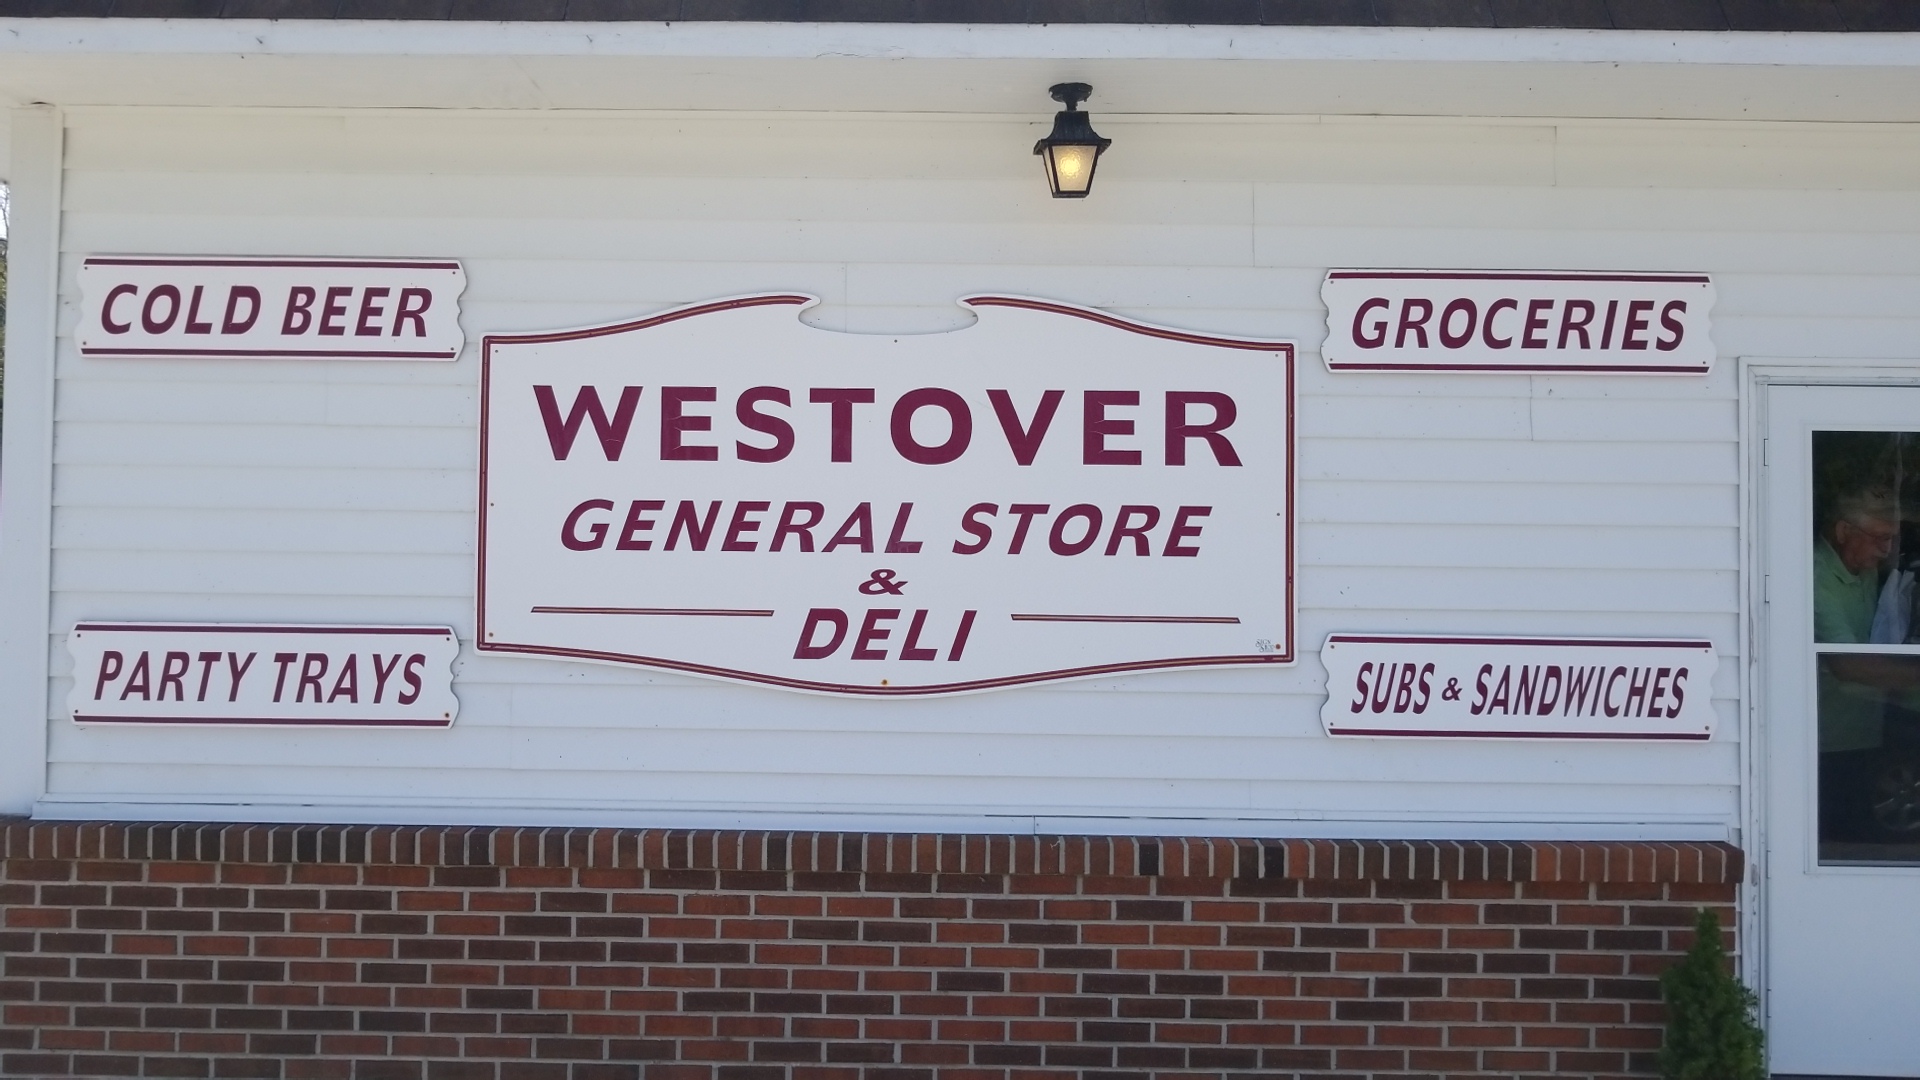 COLD BEER
GROCERIES
WESTOVER
GENERAL STORE
&
DELI
PARTY TRAYS
SUBS & SANDWICHES